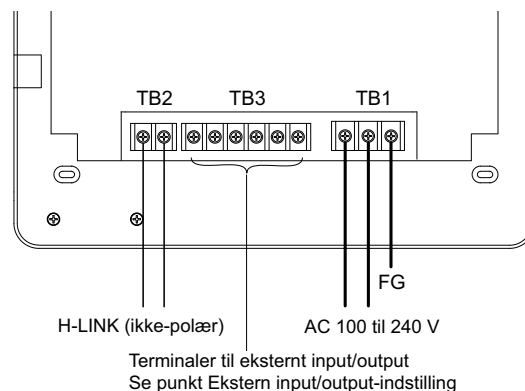 TB2 TB3 TB1
FG
H-LINK (ikke-polær) AC 100 til 240 V
Terminaler til eksternt input/output
Se punkt Ekstern input/output-indstilling